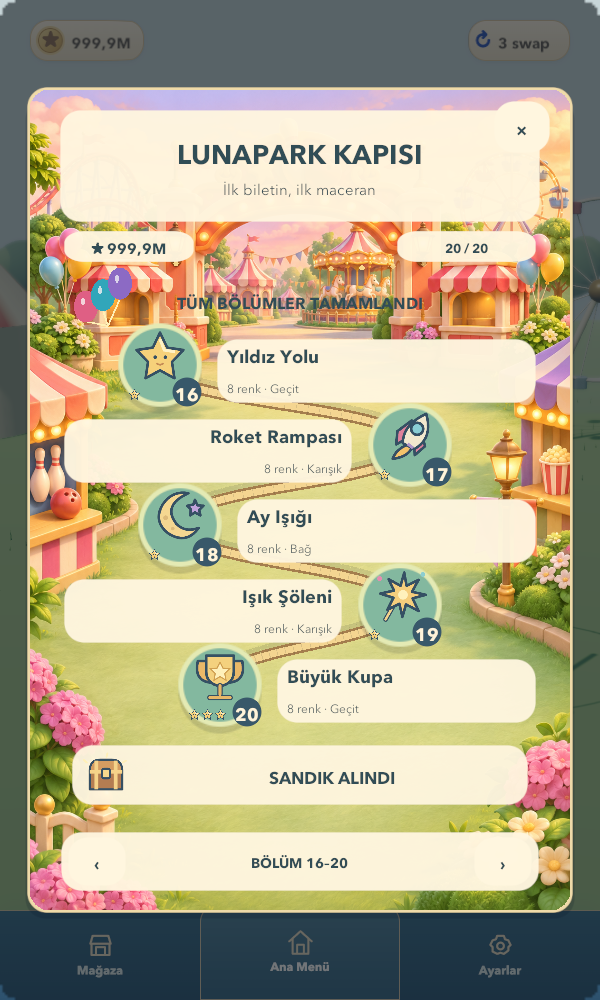 999,9M
3 swap
×
LUNAPARK KAPISI
İlk biletin, ilk maceran
999,9M
20 / 20
TÜM BÖLÜMLER TAMAMLANDI
Yıldız Yolu
8 renk · Geçit
16
Roket Rampası
8 renk · Karışık
17
Ay Işığı
8 renk · Bağ
18
Işık Şöleni
8 renk · Karışık
19
Büyük Kupa
8 renk · Geçit
20
SANDIK ALINDI
‹ BÖLÜM 16–20 ›
Mağaza
Ana Menü
Ayarlar